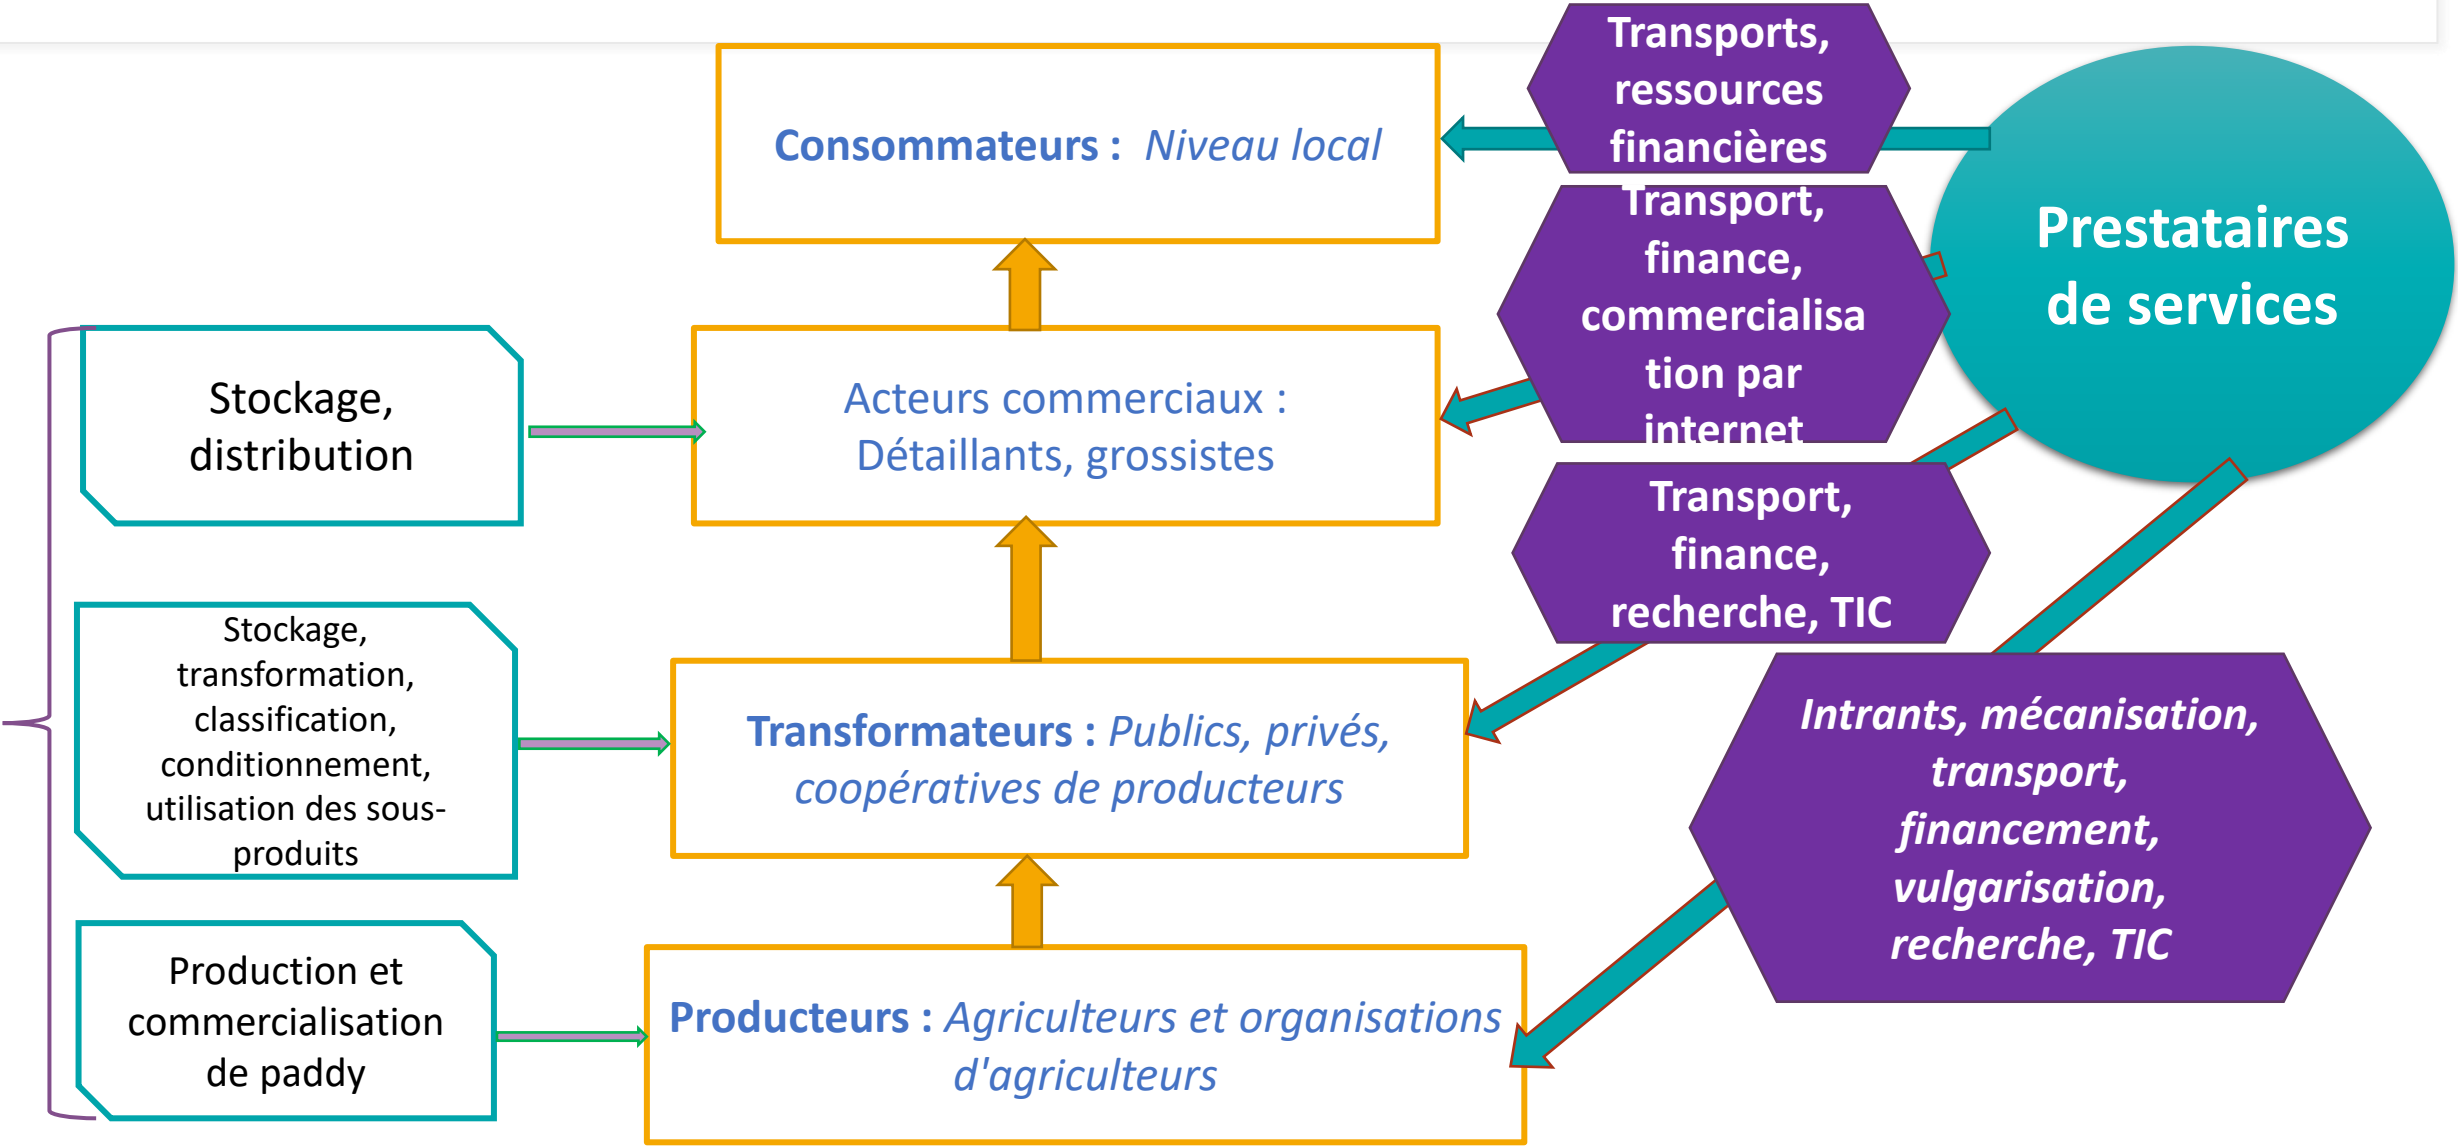 Transports,
ressources
financières
Consommateurs : Niveau local
Transport,
finance,
commercialisa
tion par
internet
Prestataires
de services
Stockage,
distribution
Acteurs commerciaux :
Détaillants, grossistes
Transport,
finance,
recherche, TIC
Stockage,
transformation,
classification,
conditionnement,
utilisation des sous-
produits
Transformateurs : Publics, privés,
coopératives de producteurs
Intrants, mécanisation,
transport,
financement,
vulgarisation,
recherche, TIC
Production et
commercialisation
de paddy
Producteurs : Agriculteurs et organisations
d'agriculteurs